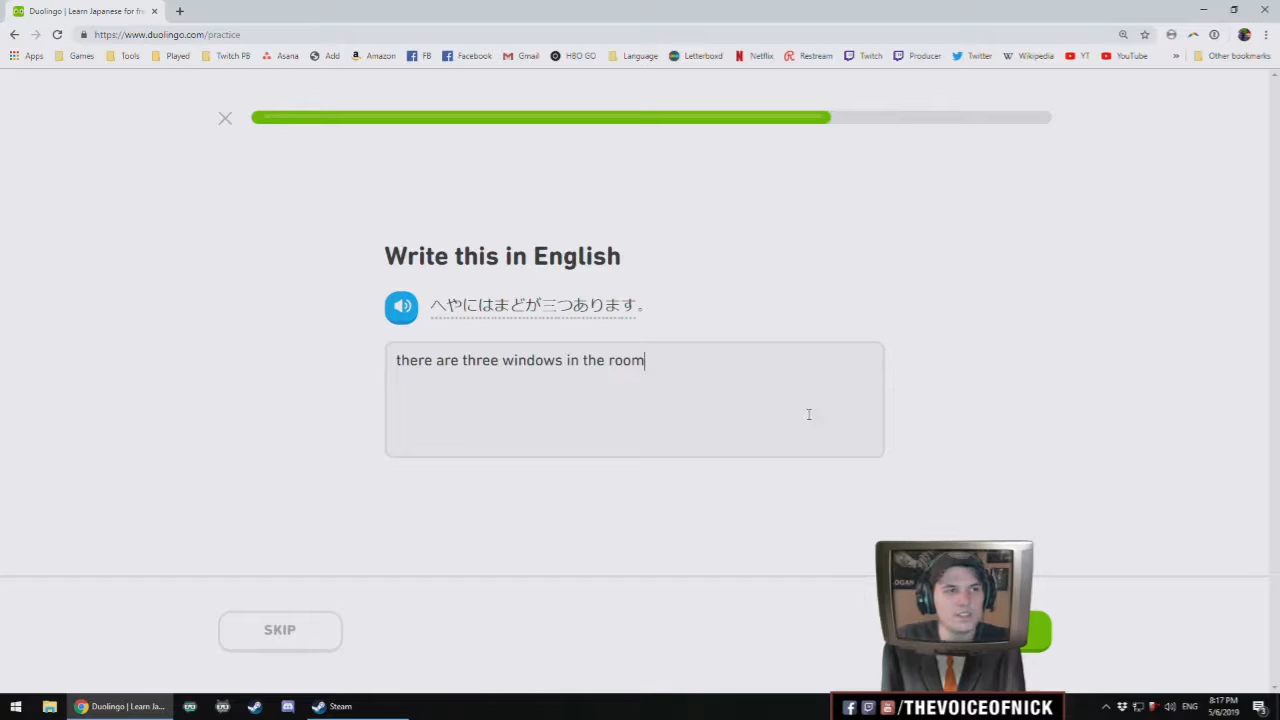 Duolingo | Learn Japanese for fre
https://www.duolingo.com/practice
Apps Games Tools Played Twitch PB Asana Add Amazon FB Facebook Gmail HBO GO Language Letterboxd Netflix Restream Twitch Producer Twitter Wikipedia YT YouTube » Other bookmarks
Write this in English
へやにはまどが三つあります。
there are three windows in the room
OGAN
SKIP
/THEVOICEOFNICK
Duolingo | Learn Ja...
Steam
ENG
8:17 PM
5/6/2019
3